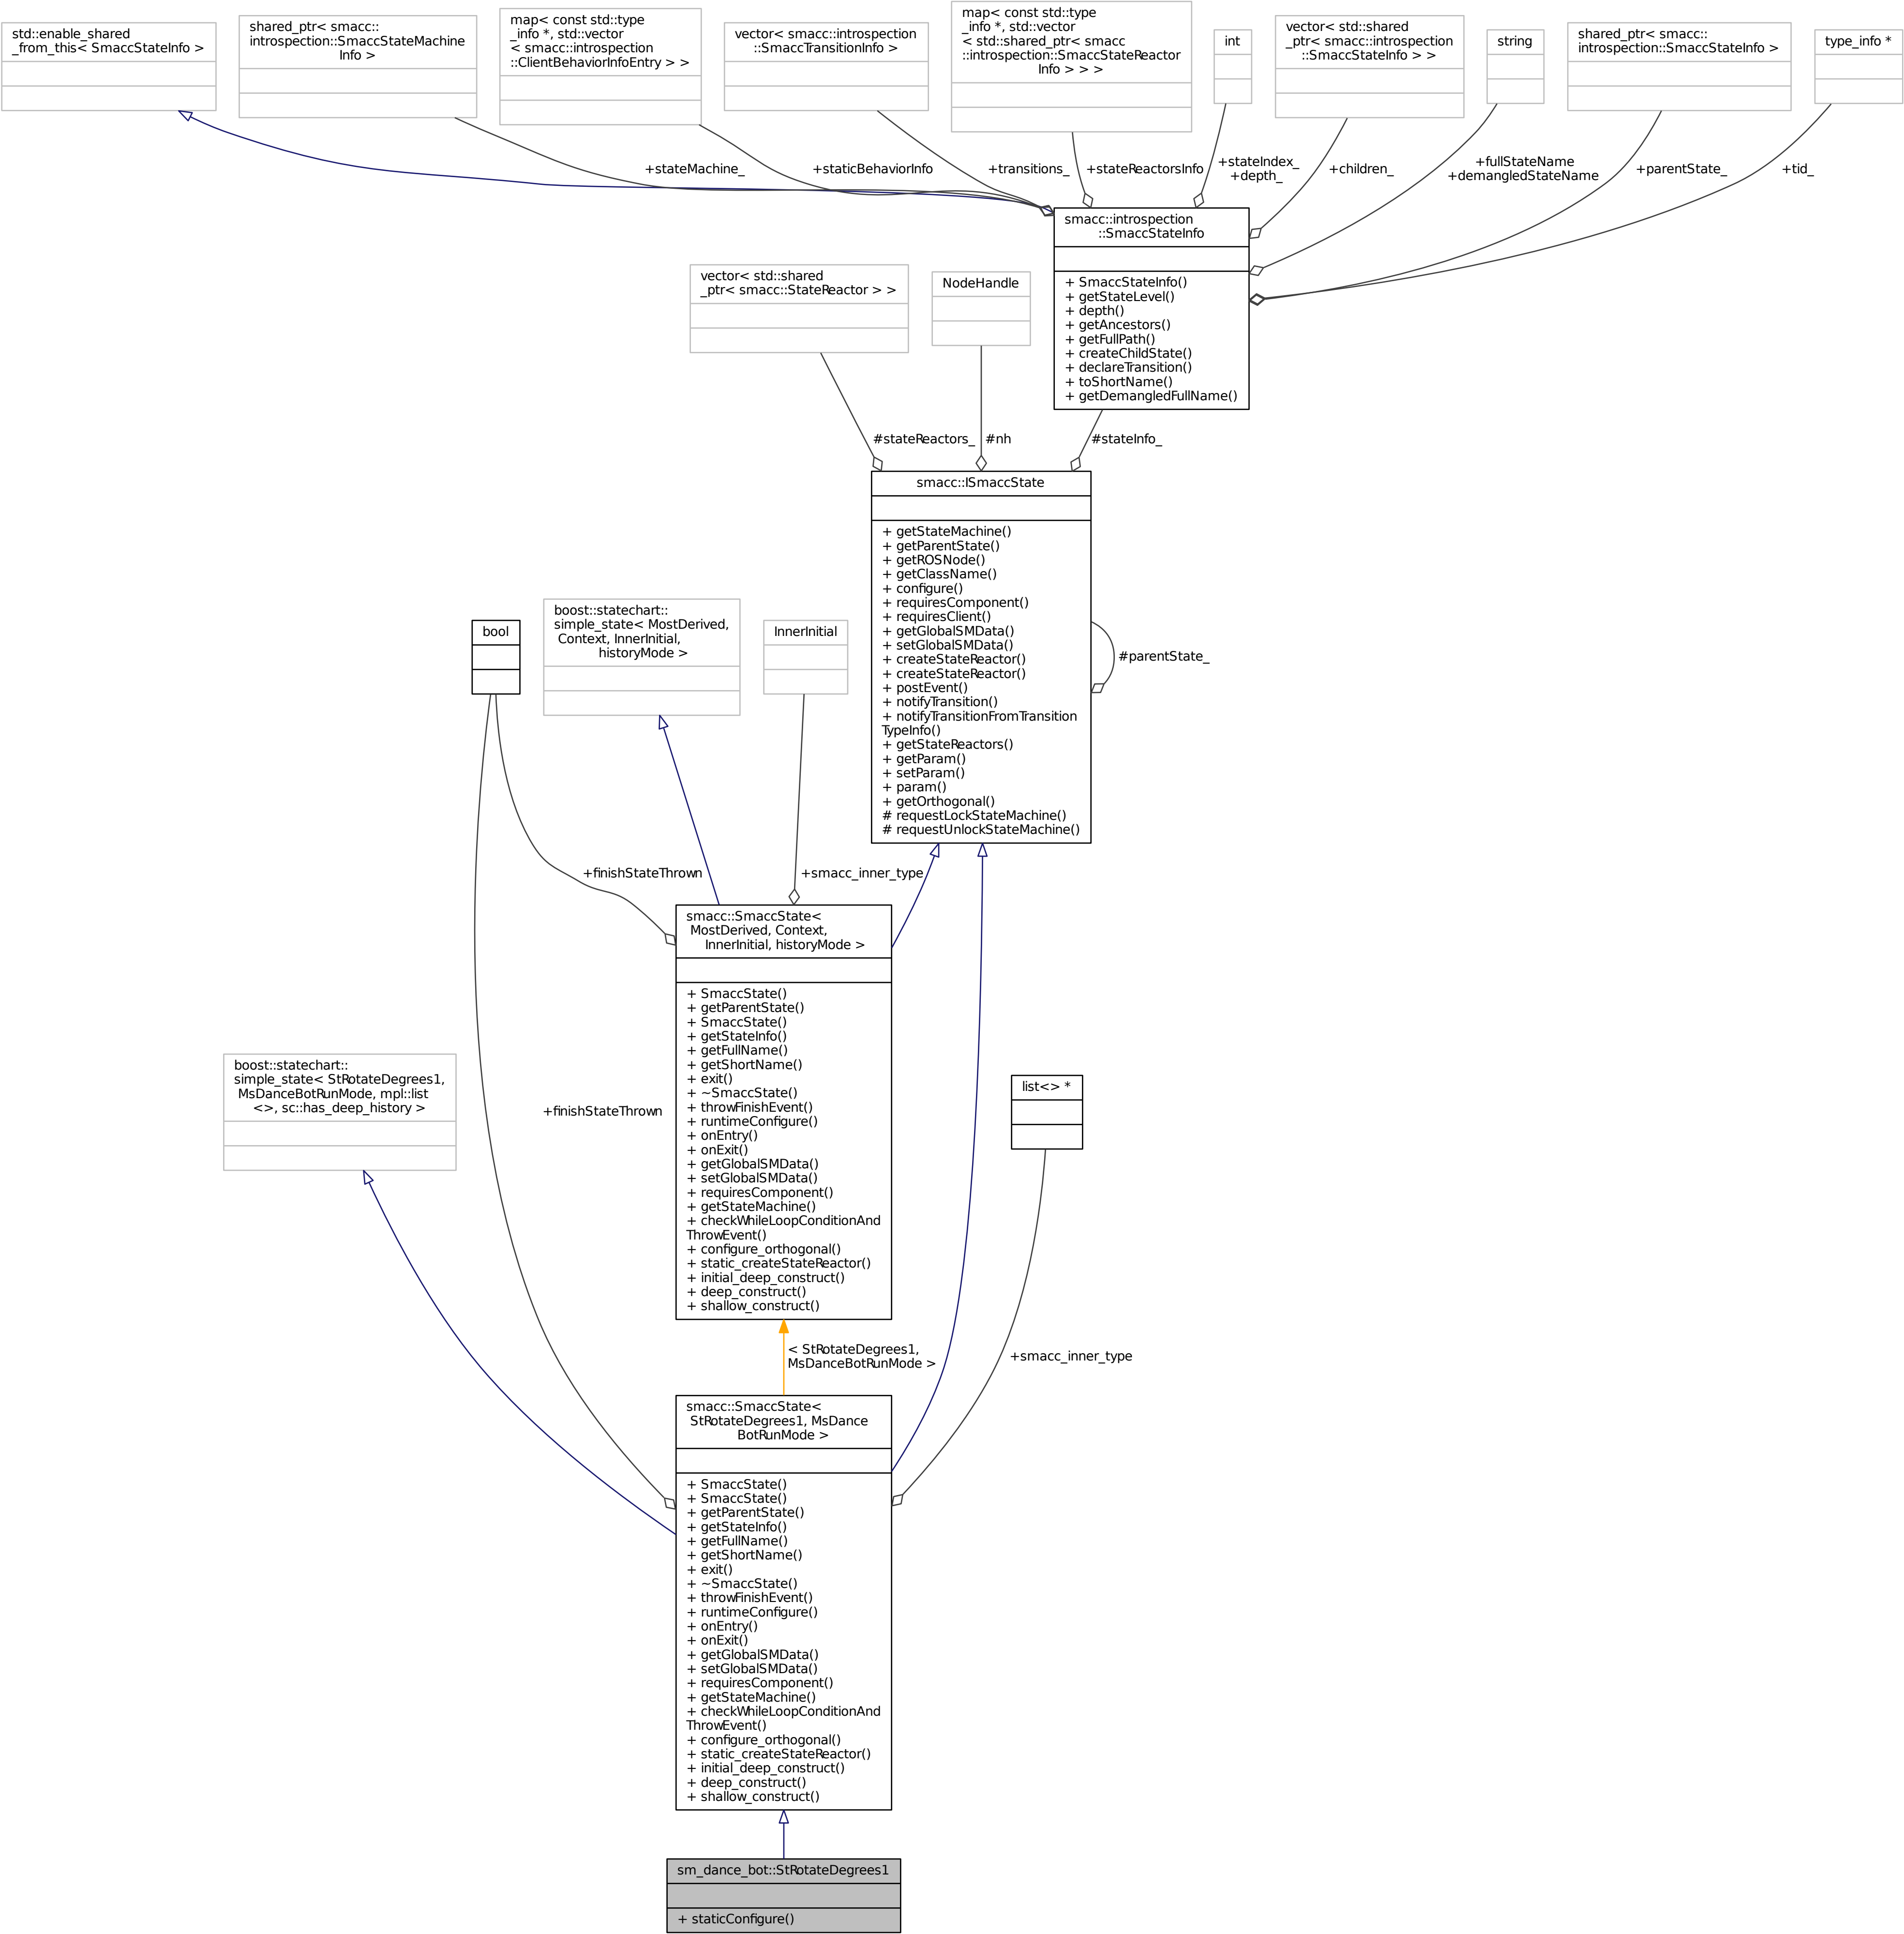 std::enable_shared
_from_this< SmaccStateInfo >
shared_ptr< smacc::
introspection::SmaccStateMachine
Info >
map< const std::type
_info *, std::vector
< smacc::introspection
::ClientBehaviorInfoEntry > >
vector< smacc::introspection
::SmaccTransitionInfo >
map< const std::type
_info *, std::vector
< std::shared_ptr< smacc
::introspection::SmaccStateReactor
Info > > >
int
vector< std::shared
_ptr< smacc::introspection
::SmaccStateInfo > >
string
shared_ptr< smacc::
introspection::SmaccStateInfo >
type_info *
+stateMachine_
+staticBehaviorInfo
+transitions_
+stateReactorsInfo
+stateIndex_
+depth_
+children_
+fullStateName
+demangledStateName
+parentState_
+tid_
smacc::introspection
::SmaccStateInfo
+ SmaccStateInfo()
+ getStateLevel()
+ depth()
+ getAncestors()
+ getFullPath()
+ createChildState()
+ declareTransition()
+ toShortName()
+ getDemangledFullName()
vector< std::shared
_ptr< smacc::StateReactor > >
NodeHandle
#stateReactors_
#nh
#stateInfo_
smacc::ISmaccState
+ getStateMachine()
+ getParentState()
+ getROSNode()
+ getClassName()
+ configure()
+ requiresComponent()
+ requiresClient()
+ getGlobalSMData()
+ setGlobalSMData()
+ createStateReactor()
+ createStateReactor()
+ postEvent()
+ notifyTransition()
+ notifyTransitionFromTransition
TypeInfo()
+ getStateReactors()
+ getParam()
+ setParam()
+ param()
+ getOrthogonal()
# requestLockStateMachine()
# requestUnlockStateMachine()
#parentState_
bool
boost::statechart::
simple_state< MostDerived,
Context, InnerInitial,
historyMode >
InnerInitial
+finishStateThrown
+smacc_inner_type
smacc::SmaccState<
MostDerived, Context,
InnerInitial, historyMode >
+ SmaccState()
+ getParentState()
+ SmaccState()
+ getStateInfo()
+ getFullName()
+ getShortName()
+ exit()
+ ~SmaccState()
+ throwFinishEvent()
+ runtimeConfigure()
+ onEntry()
+ onExit()
+ getGlobalSMData()
+ setGlobalSMData()
+ requiresComponent()
+ getStateMachine()
+ checkWhileLoopConditionAnd
ThrowEvent()
+ configure_orthogonal()
+ static_createStateReactor()
+ initial_deep_construct()
+ deep_construct()
+ shallow_construct()
boost::statechart::
simple_state< StRotateDegrees1,
MsDanceBotRunMode, mpl::list
<>, sc::has_deep_history >
+finishStateThrown
list<> *
< StRotateDegrees1,
MsDanceBotRunMode >
+smacc_inner_type
smacc::SmaccState<
StRotateDegrees1, MsDance
BotRunMode >
+ SmaccState()
+ SmaccState()
+ getParentState()
+ getStateInfo()
+ getFullName()
+ getShortName()
+ exit()
+ ~SmaccState()
+ throwFinishEvent()
+ runtimeConfigure()
+ onEntry()
+ onExit()
+ getGlobalSMData()
+ setGlobalSMData()
+ requiresComponent()
+ getStateMachine()
+ checkWhileLoopConditionAnd
ThrowEvent()
+ configure_orthogonal()
+ static_createStateReactor()
+ initial_deep_construct()
+ deep_construct()
+ shallow_construct()
sm_dance_bot::StRotateDegrees1
+ staticConfigure()